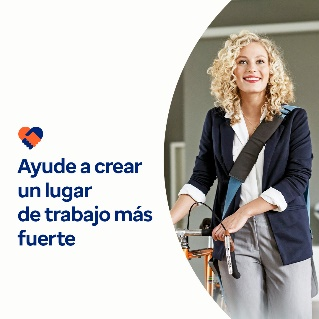 Ayude a crear
un lugar
de trabajo más
fuerte